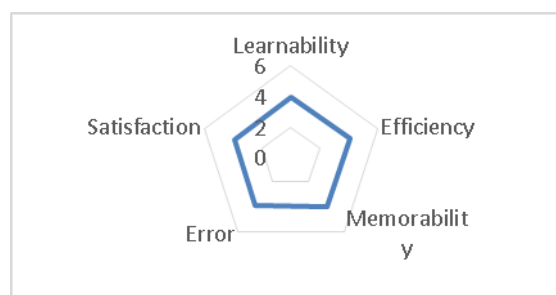 Learnability
6
4
2
0
Satisfaction
Efficiency
Error
Memorabilit
y